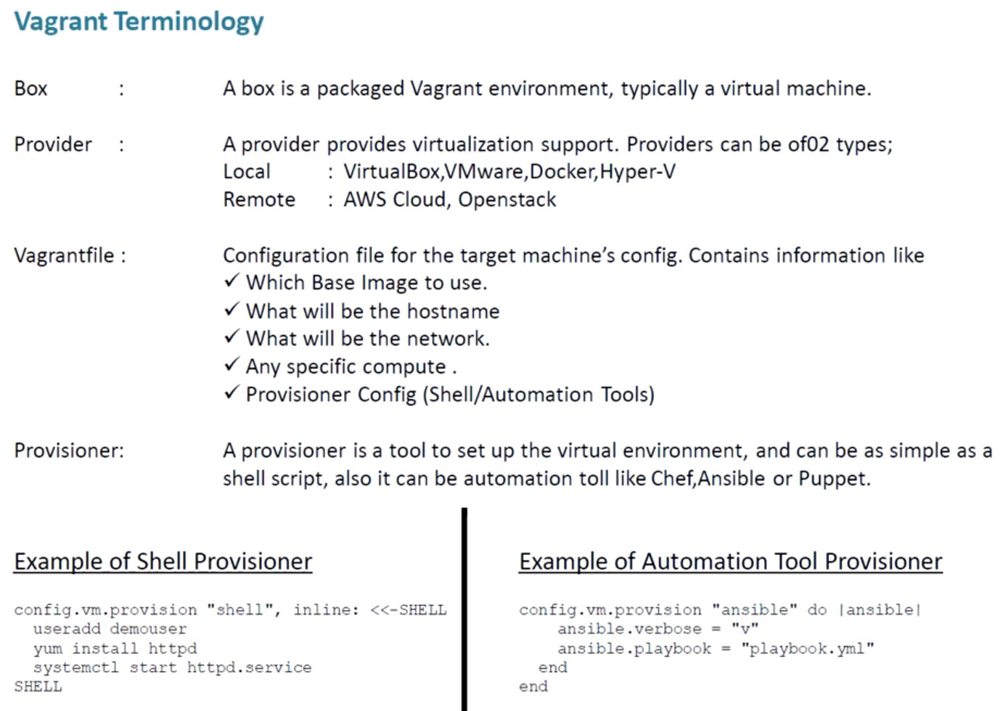 Vagrant Terminology
Box : A box is a packaged Vagrant environment, typically a virtual machine.
Provider : A provider provides virtualization support. Providers can be of02 types;
Local : VirtualBox,VMware,Docker,Hyper-V
Remote : AWS Cloud, Openstack
Vagrantfile : Configuration file for the target machine’s config. Contains information like
✓ Which Base Image to use.
✓ What will be the hostname
✓ What will be the network.
✓ Any specific compute .
✓ Provisioner Config (Shell/Automation Tools)
Provisioner: A provisioner is a tool to set up the virtual environment, and can be as simple as a
shell script, also it can be automation toll like Chef,Ansible or Puppet.
Example of Shell Provisioner
config.vm.provision "shell", inline: <<-SHELL
  useradd demouser
  yum install httpd
  systemctl start httpd.service
SHELL
Example of Automation Tool Provisioner
config.vm.provision "ansible" do |ansible|
    ansible.verbose = "v"
    ansible.playbook = "playbook.yml"
  end
end